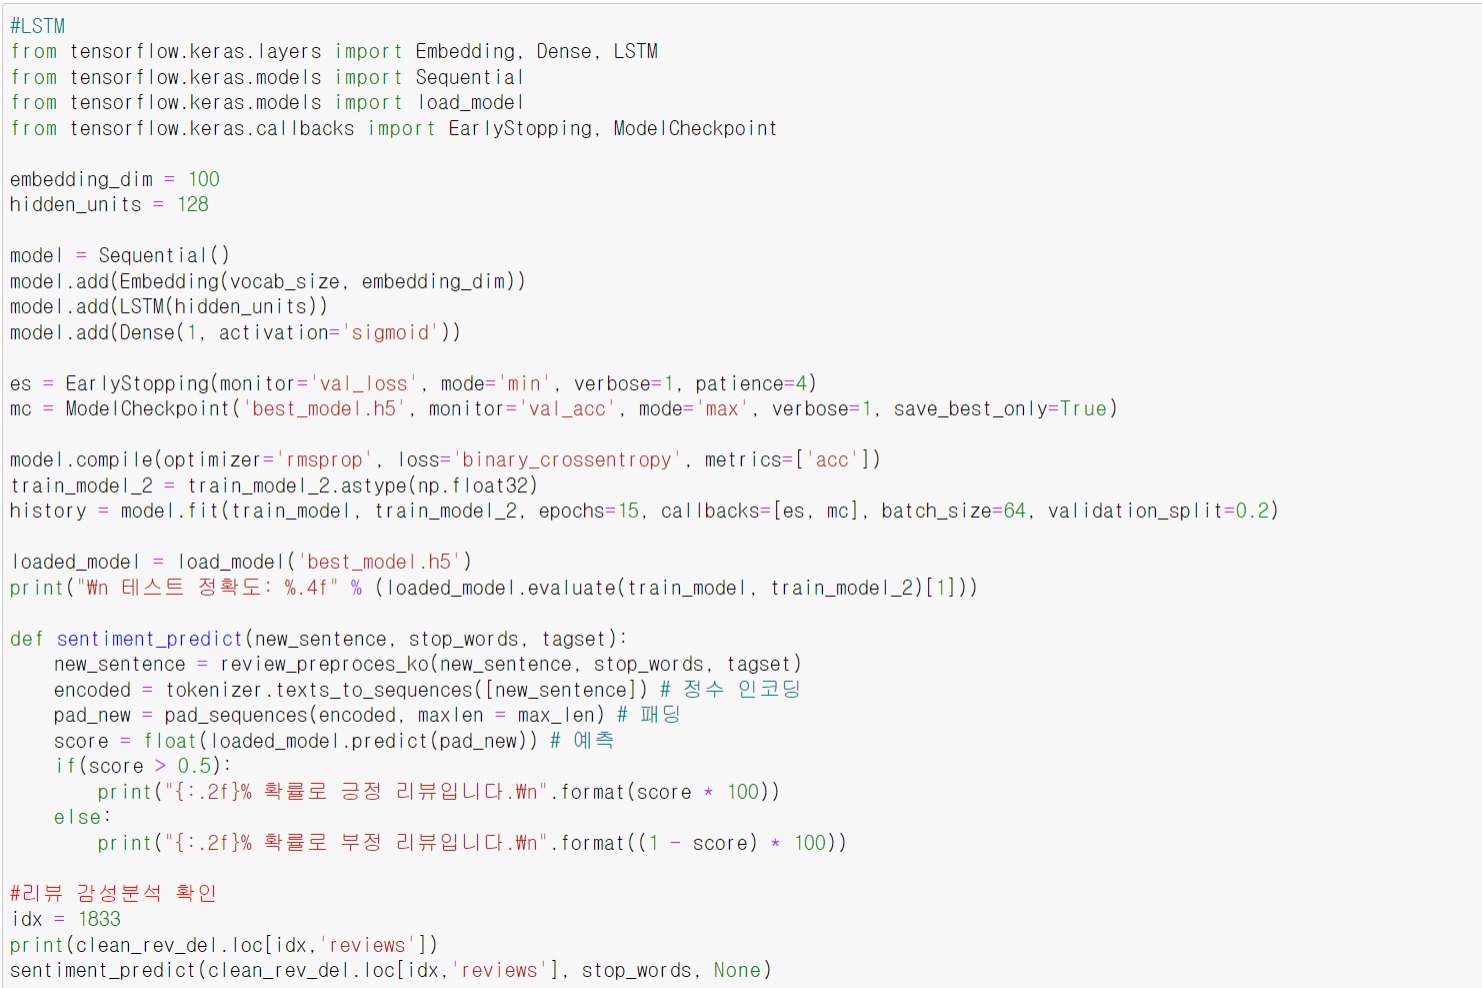 #LSTM
from tensorflow.keras.layers import Embedding, Dense, LSTM
from tensorflow.keras.models import Sequential
from tensorflow.keras.models import load_model
from tensorflow.keras.callbacks import EarlyStopping, ModelCheckpoint

embedding_dim = 100
hidden_units = 128

model = Sequential()
model.add(Embedding(vocab_size, embedding_dim))
model.add(LSTM(hidden_units))
model.add(Dense(1, activation='sigmoid'))

es = EarlyStopping(monitor='val_loss', mode='min', verbose=1, patience=4)
mc = ModelCheckpoint('best_model.h5', monitor='val_acc', mode='max', verbose=1, save_best_only=True)

model.compile(optimizer='rmsprop', loss='binary_crossentropy', metrics=['acc'])
train_model_2 = train_model_2.astype(np.float32)
history = model.fit(train_model, train_model_2, epochs=15, callbacks=[es, mc], batch_size=64, validation_split=0.2)

loaded_model = load_model('best_model.h5')
print("₩n 테스트 정확도: %.4f" % (loaded_model.evaluate(train_model, train_model_2)[1]))

def sentiment_predict(new_sentence, stop_words, tagset):
    new_sentence = review_preproces_ko(new_sentence, stop_words, tagset)
    encoded = tokenizer.texts_to_sequences([new_sentence]) # 정수 인코딩
    pad_new = pad_sequences(encoded, maxlen = max_len) # 패딩
    score = float(loaded_model.predict(pad_new)) # 예측
    if(score > 0.5):
        print("{:.2f}% 확률로 긍정 리뷰입니다.₩n".format(score * 100))
    else:
        print("{:.2f}% 확률로 부정 리뷰입니다.₩n".format((1 - score) * 100))

#리뷰 감성분석 확인
idx = 1833
print(clean_rev_del.loc[idx,'reviews'])
sentiment_predict(clean_rev_del.loc[idx,'reviews'], stop_words, None)